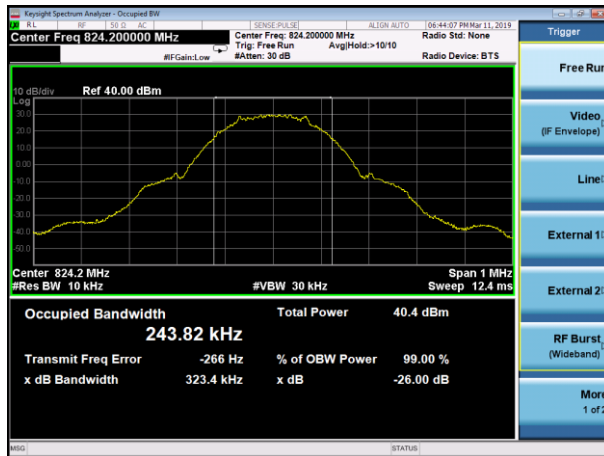 Keysight Spectrum Analyzer - Occupied BW
RL RF 50 Ω AC SENSE:PULSE ALIGN AUTO 06:44:07 PM Mar 11, 2019
Center Freq 824.200000 MHz
Center Freq: 824.200000 MHz Radio Std: None
Trig: Free Run Avg|Hold:>10/10
#IFGain:Low #Atten: 30 dB Radio Device: BTS
10 dB/div Ref 40.00 dBm
Log
30.0
20.0
10.0
0.00
-10.0
-20.0
-30.0
-40.0
-50.0
Center 824.2 MHz Span 1 MHz
#Res BW 10 kHz #VBW 30 kHz Sweep 12.4 ms
Occupied Bandwidth Total Power 40.4 dBm
243.82 kHz
Transmit Freq Error -266 Hz % of OBW Power 99.00 %
x dB Bandwidth 323.4 kHz x dB -26.00 dB
MSG STATUS
Trigger
Free Run
Video
(IF Envelope)
Line
External 1
External 2
RF Burst
(Wideband)
More
1 of 2